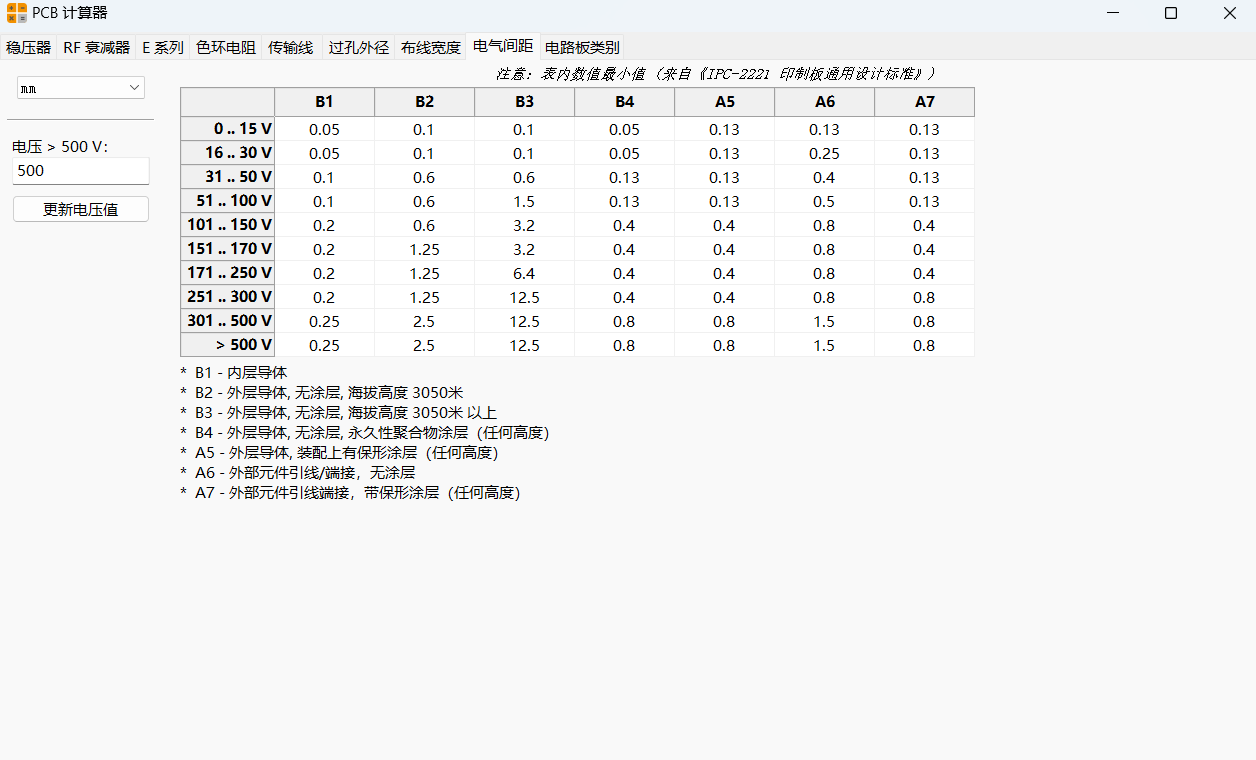 PCB 计算器
稳压器 RF 衰减器 E 系列 色环电阻 传输线 过孔外径 布线宽度 电气间距 电路板类别
注意: 表内数值最小值 (来自《IPC-2221 印制板通用设计标准》)
mm
电压 > 500 V:
500
更新电压值
B1 B2 B3 B4 A5 A6 A7
0 .. 15 V 0.05 0.1 0.1 0.05 0.13 0.13 0.13
16 .. 30 V 0.05 0.1 0.1 0.05 0.13 0.25 0.13
31 .. 50 V 0.1 0.6 0.6 0.13 0.13 0.4 0.13
51 .. 100 V 0.1 0.6 1.5 0.13 0.13 0.5 0.13
101 .. 150 V 0.2 0.6 3.2 0.4 0.4 0.8 0.4
151 .. 170 V 0.2 1.25 3.2 0.4 0.4 0.8 0.4
171 .. 250 V 0.2 1.25 6.4 0.4 0.4 0.8 0.4
251 .. 300 V 0.2 1.25 12.5 0.4 0.4 0.8 0.8
301 .. 500 V 0.25 2.5 12.5 0.8 0.8 1.5 0.8
> 500 V 0.25 2.5 12.5 0.8 0.8 1.5 0.8
* B1 - 内层导体
* B2 - 外层导体, 无涂层, 海拔高度 3050米
* B3 - 外层导体, 无涂层, 海拔高度 3050米 以上
* B4 - 外层导体, 无涂层, 永久性聚合物涂层（任何高度）
* A5 - 外层导体, 装配上有保形涂层（任何高度）
* A6 - 外部元件引线/端接，无涂层
* A7 - 外部元件引线端接，带保形涂层（任何高度）